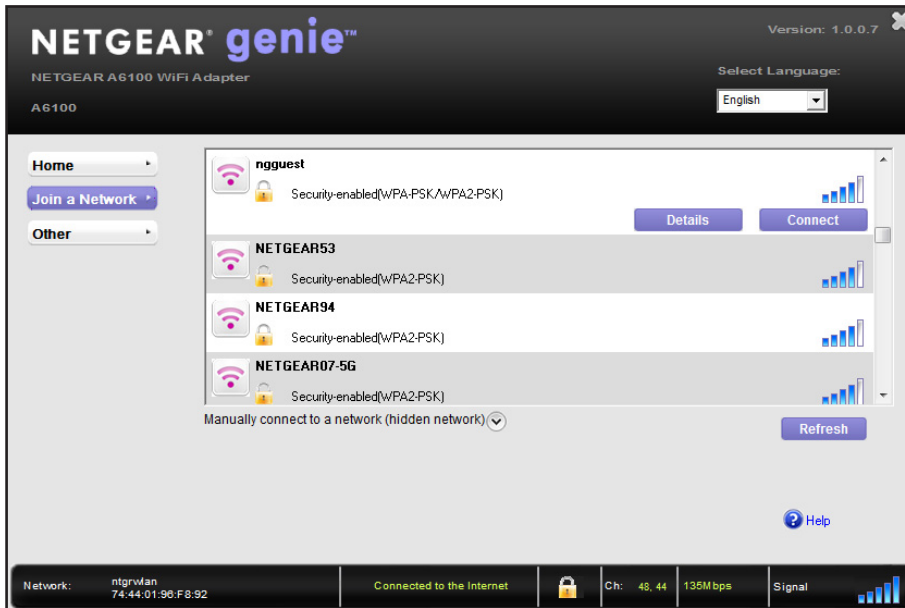 NETGEAR® genie™
Version: 1.0.0.7
NETGEAR A6100 WiFi Adapter
Select Language:
A6100
English
Home
Join a Network
Other
ngguest
Security-enabled(WPA-PSK/WPA2-PSK)
Details
Connect
NETGEAR53
Security-enabled(WPA2-PSK)
NETGEAR94
Security-enabled(WPA2-PSK)
NETGEAR07-5G
Security-enabled(WPA2-PSK)
Manually connect to a network (hidden network)
Refresh
? Help
Network: ntgrwlan
74:44:01:96:F8:92
Connected to the Internet
Ch: 48, 44
135Mbps
Signal